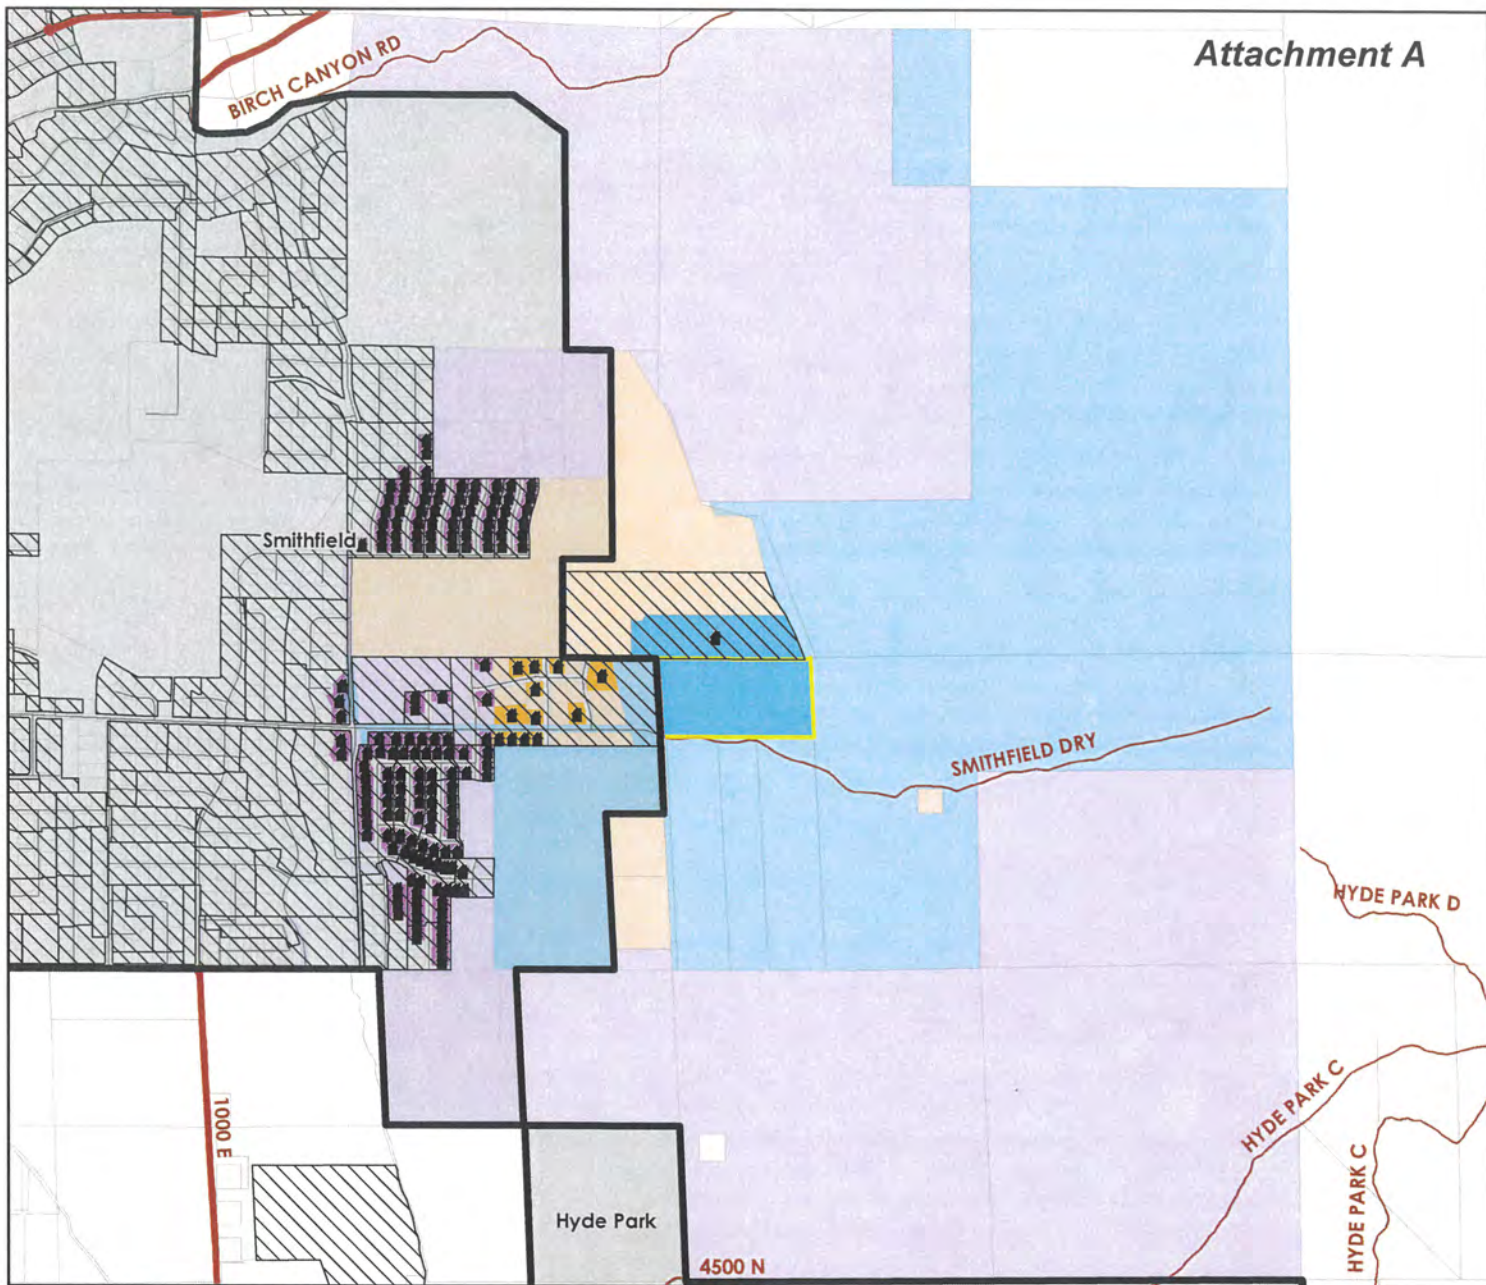 Attachment A
BIRCH CANYON RD
Smithfield
SMITHFIELD DRY
HYDE PARK D
1000 E
HYDE PARK C
HYDE PARK C
Hyde Park
4500 N